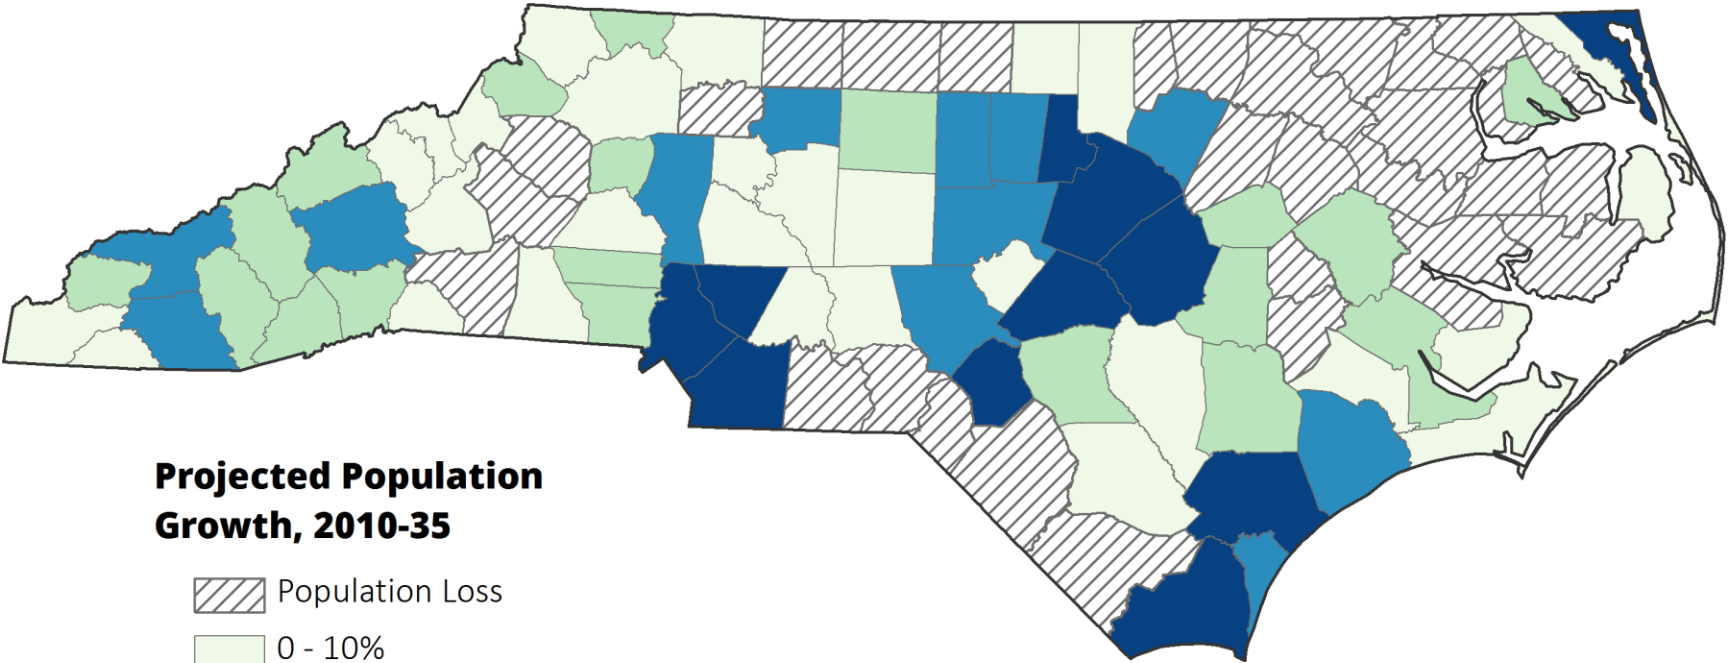 Projected Population
Growth, 2010-35
Population Loss
0 - 10%